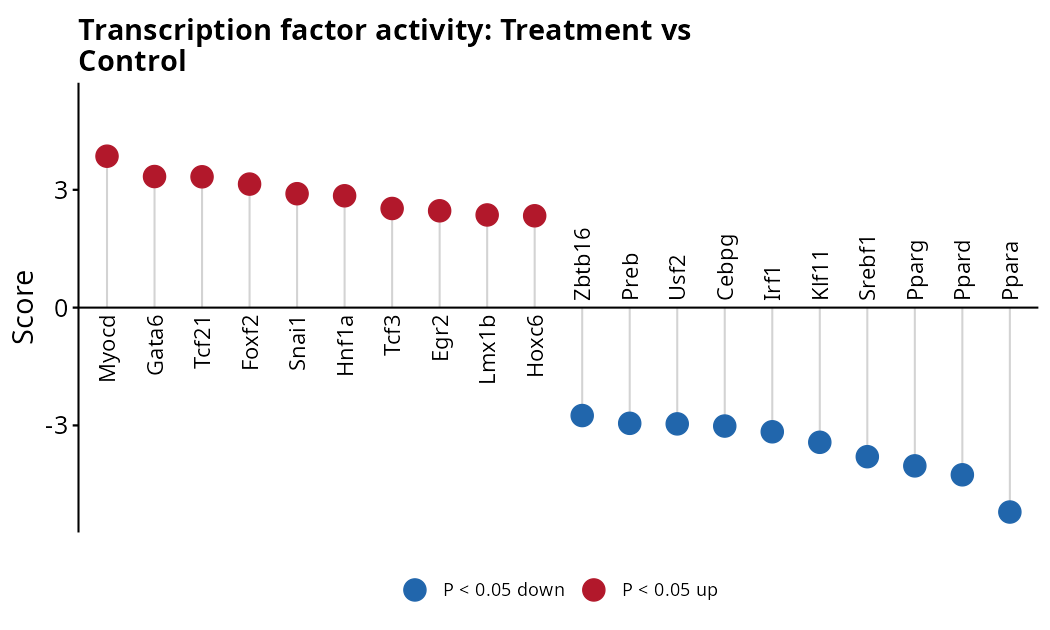 Transcription factor activity: Treatment vs
Control
Score
3
0
-3
Myocd
Gata6
Tcf21
Foxf2
Snai1
Hnf1a
Tcf3
Egr2
Lmx1b
Hoxc6
Zbtb16
Preb
Usf2
Cebpg
Irf1
Klf11
Srebf1
Pparg
Ppard
Ppara
P < 0.05 down
P < 0.05 up